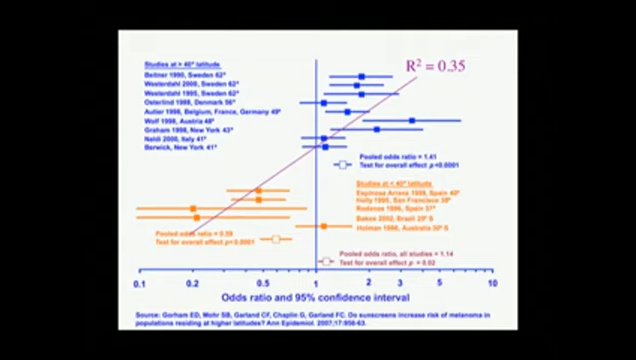 R² = 0.35
Studies at > 40° latitude
Beitner 1990, Sweden 62°
Westerdahl 2000, Sweden 62°
Westerdahl 1995, Sweden 62°
Osterlind 1988, Denmark 56°
Autier 1998, Belgium, France, Germany 49°
Wolf 1998, Austria 48°
Graham 1998, New York 43°
Naldi 2000, Italy 41°
Berwick, New York 41°
Pooled odds ratio = 1.41
Test for overall effect p <0.0001
Studies at < 40° latitude
Espinosa Arranz 1999, Spain 40°
Holly 1995, San Francisco 38°
Rodenas 1996, Spain 37°
Bakos 2002, Brazil 25° S
Holman 1986, Australia 30° S
Pooled odds ratio = 0.59
Test for overall effect p<0.0001
Pooled odds ratio, all studies = 1.14
Test for overall effect p = 0.02
0.1 0.2 0.5 1 2 3 5 10
Odds ratio and 95% confidence interval
Source: Gorham ED, Mohr SB, Garland CF, Chaplin G, Garland FC. Do sunscreens increase risk of melanoma in
populations residing at higher latitudes? Ann Epidemiol. 2007;17:956-63.